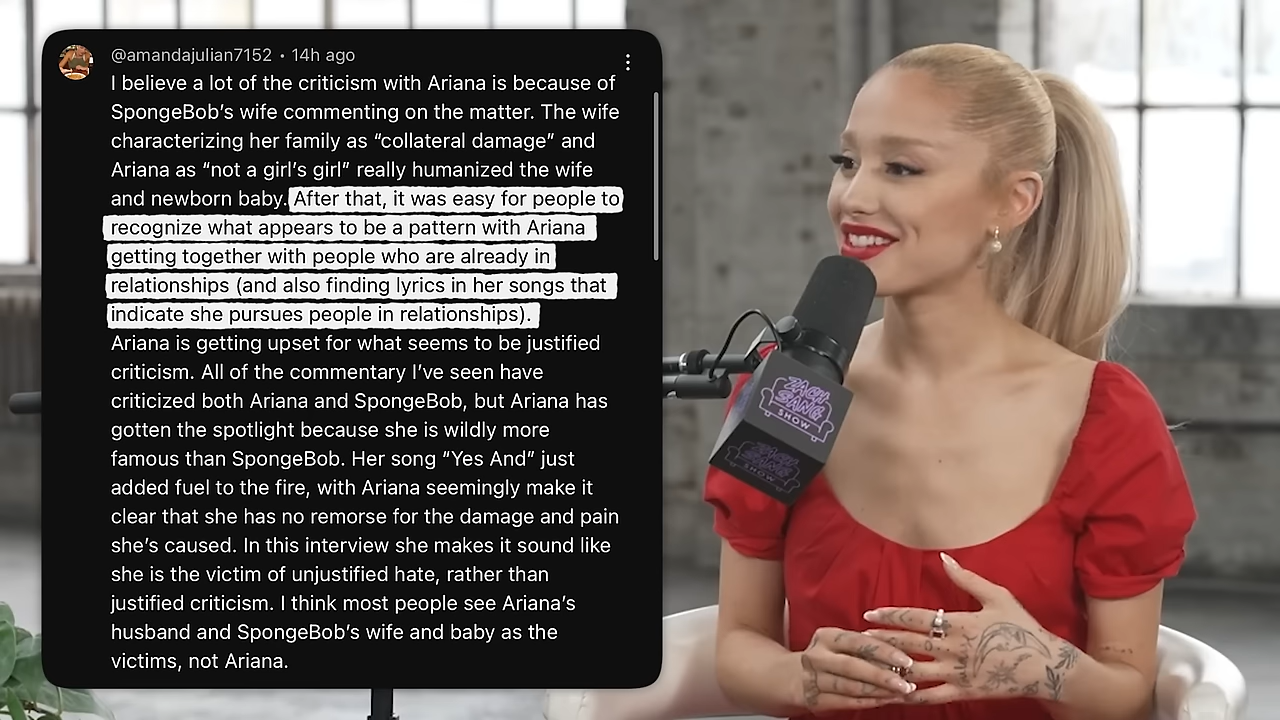 @amandajulian7152 • 14h ago
I believe a lot of the criticism with Ariana is because of
SpongeBob’s wife commenting on the matter. The wife
characterizing her family as “collateral damage” and
Ariana as “not a girl’s girl” really humanized the wife
and newborn baby. After that, it was easy for people to
recognize what appears to be a pattern with Ariana
getting together with people who are already in
relationships (and also finding lyrics in her songs that
indicate she pursues people in relationships).
Ariana is getting upset for what seems to be justified
criticism. All of the commentary I’ve seen have
criticized both Ariana and SpongeBob, but Ariana has
gotten the spotlight because she is wildly more
famous than SpongeBob. Her song “Yes And” just
added fuel to the fire, with Ariana seemingly make it
clear that she has no remorse for the damage and pain
she’s caused. In this interview she makes it sound like
she is the victim of unjustified hate, rather than
justified criticism. I think most people see Ariana’s
husband and SpongeBob’s wife and baby as the
victims, not Ariana.
ZACH
SANG
SHOW
ZACH
SANG
SHOW